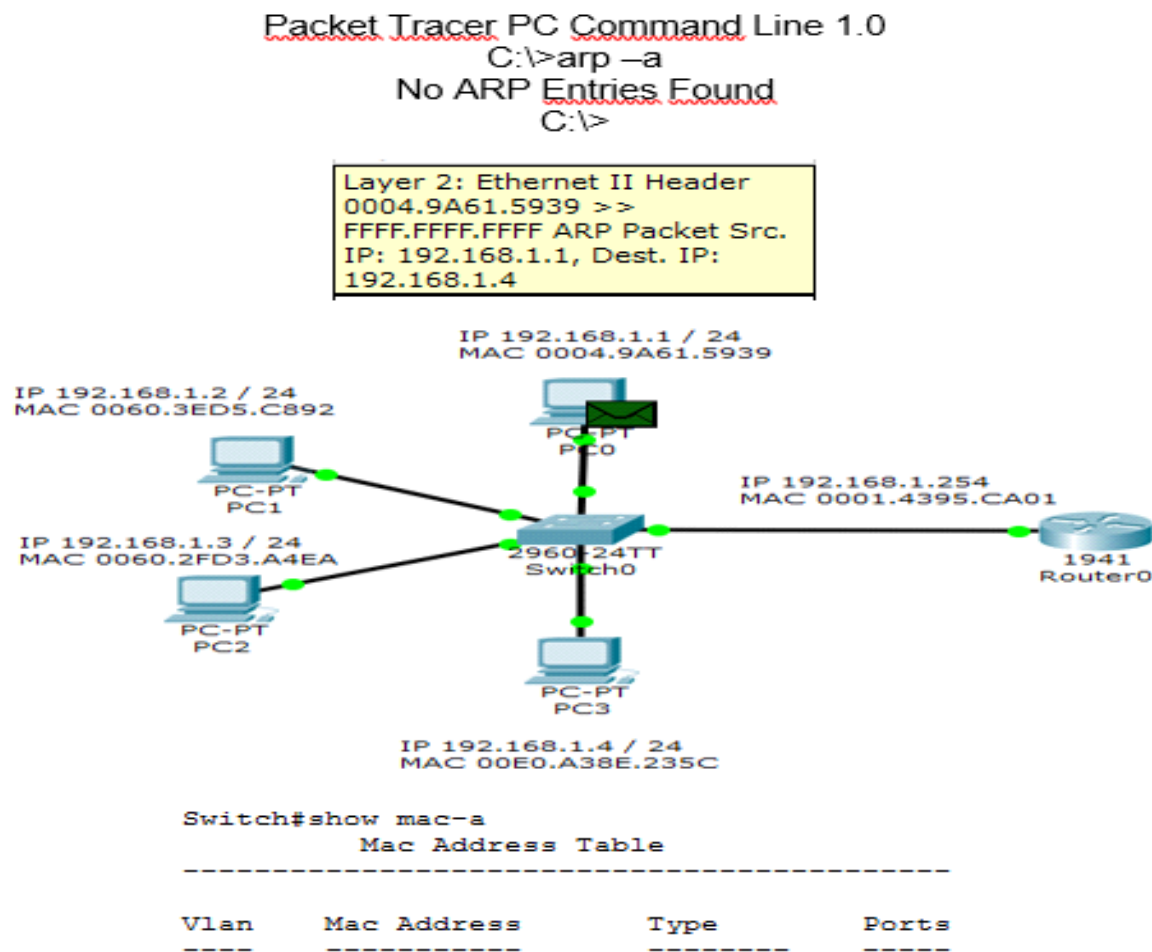 Packet Tracer PC Command Line 1.0
C:\>arp –a
No ARP Entries Found
C:\>
Layer 2: Ethernet II Header
0004.9A61.5939 >>
FFFF.FFFF.FFFF ARP Packet Src.
IP: 192.168.1.1, Dest. IP:
192.168.1.4
IP 192.168.1.1 / 24
MAC 0004.9A61.5939
PC-PT
PC0
IP 192.168.1.2 / 24
MAC 0060.3ED5.C892
PC-PT
PC1
IP 192.168.1.254
MAC 0001.4395.CA01
1941
Router0
2960-24TT
Switch0
IP 192.168.1.3 / 24
MAC 0060.2FD3.A4EA
PC-PT
PC2
PC-PT
PC3
IP 192.168.1.4 / 24
MAC 00E0.A38E.235C
Switch#show mac-a
Mac Address Table
-------------------------------------------
Vlan Mac Address Type Ports
---- ----------- -------- -----